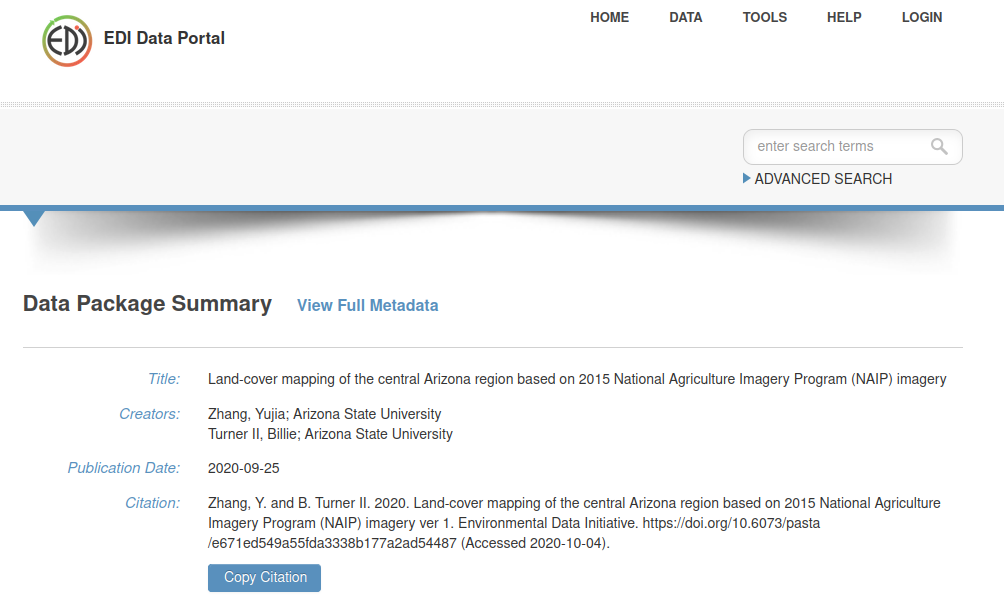 EDI
EDI Data Portal
HOME DATA TOOLS HELP LOGIN
enter search terms
ADVANCED SEARCH
Data Package Summary View Full Metadata
Title: Land-cover mapping of the central Arizona region based on 2015 National Agriculture Imagery Program (NAIP) imagery
Creators: Zhang, Yujia; Arizona State University
Turner II, Billie; Arizona State University
Publication Date: 2020-09-25
Citation: Zhang, Y. and B. Turner II. 2020. Land-cover mapping of the central Arizona region based on 2015 National Agriculture
Imagery Program (NAIP) imagery ver 1. Environmental Data Initiative. https://doi.org/10.6073/pasta
/e671ed549a55fda3338b177a2ad54487 (Accessed 2020-10-04).
Copy Citation